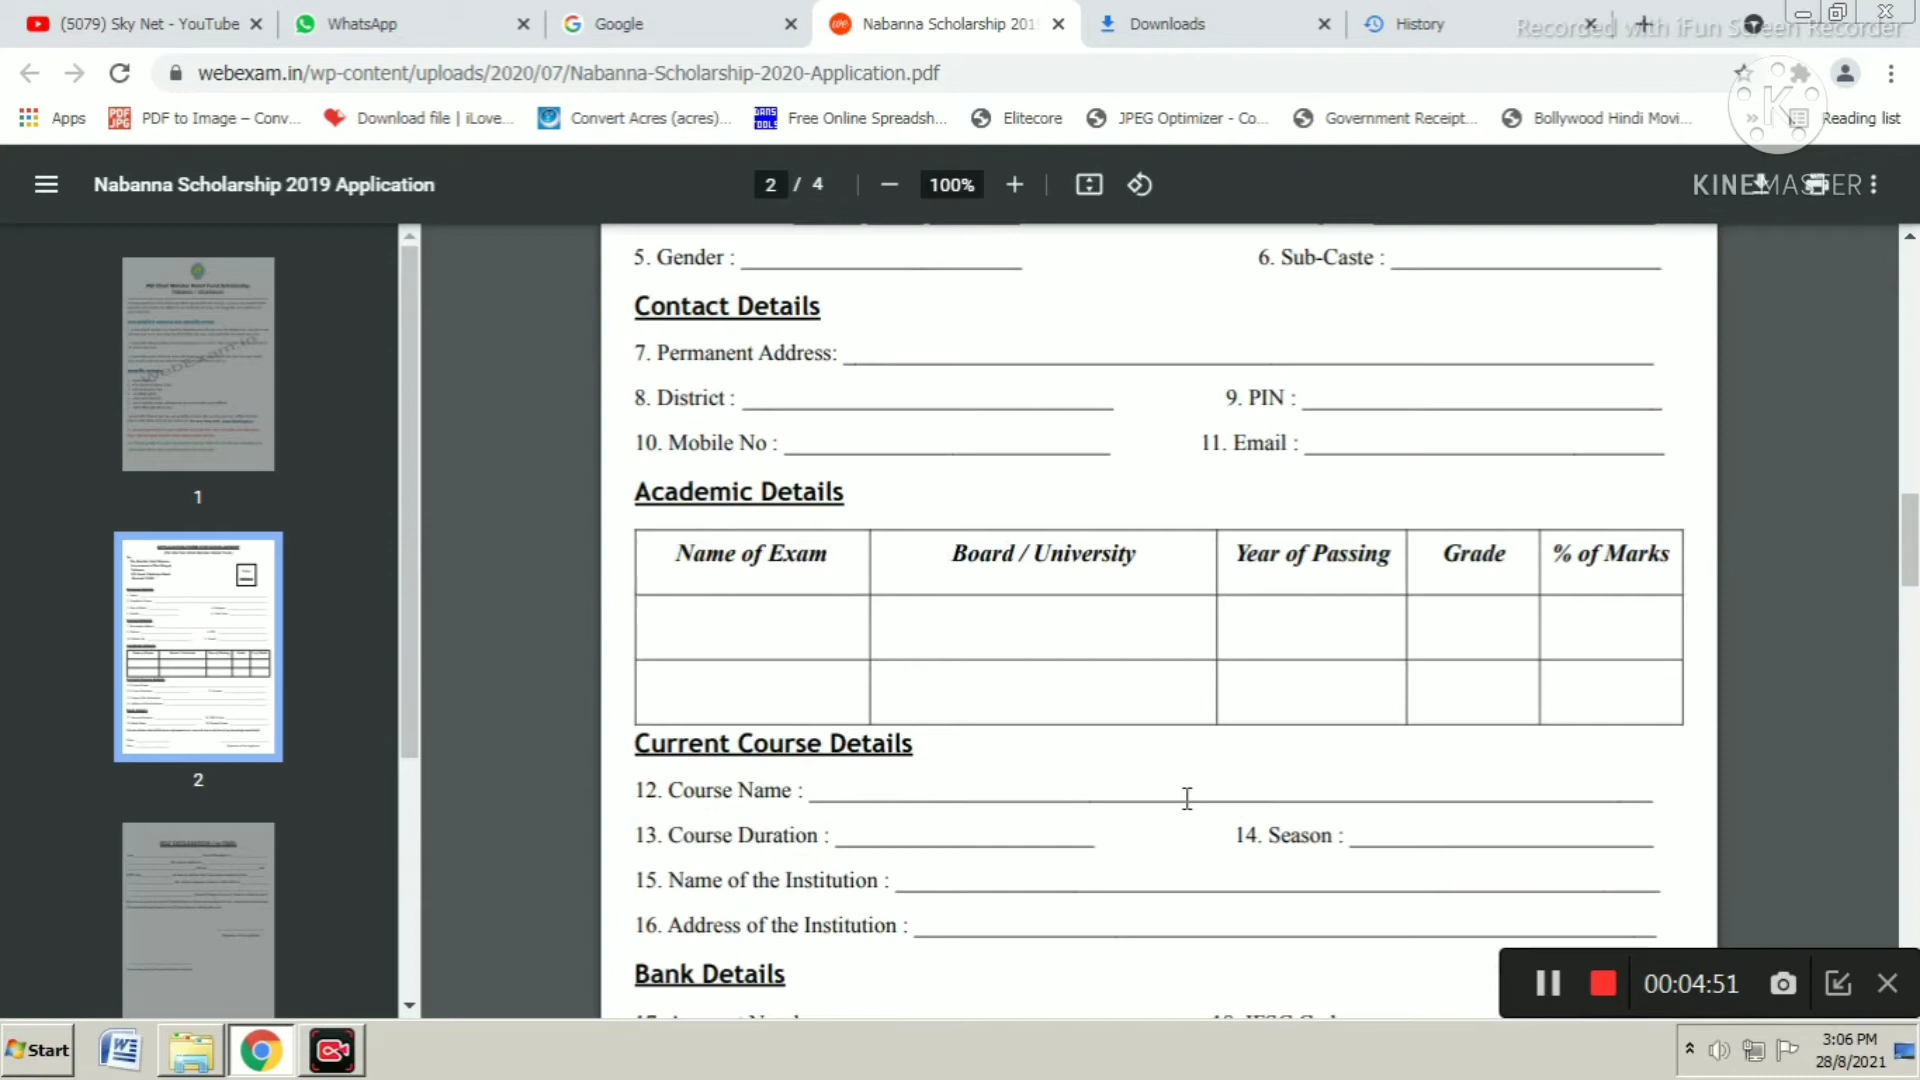 (5079) Sky Net - YouTube
WhatsApp
Google
Nabanna Scholarship 201
Downloads
History
Recorded with iFun Screen Recorder
webexam.in/wp-content/uploads/2020/07/Nabanna-Scholarship-2020-Application.pdf
Apps
PDF to Image – Conv...
Download file | iLove...
Convert Acres (acres)...
Free Online Spreadsh...
Elitecore
JPEG Optimizer - Co...
Government Receipt...
Bollywood Hindi Movi...
Reading list
K
Nabanna Scholarship 2019 Application
2 / 4
100%
KINEMASTER
1
2
5. Gender :
6. Sub-Caste :
Contact Details
7. Permanent Address:
8. District :
9. PIN :
10. Mobile No :
11. Email :
Academic Details
Name of Exam
Board / University
Year of Passing
Grade
% of Marks
Current Course Details
12. Course Name :
13. Course Duration :
14. Season :
15. Name of the Institution :
16. Address of the Institution :
Bank Details
00:04:51
Start
3:06 PM
28/8/2021